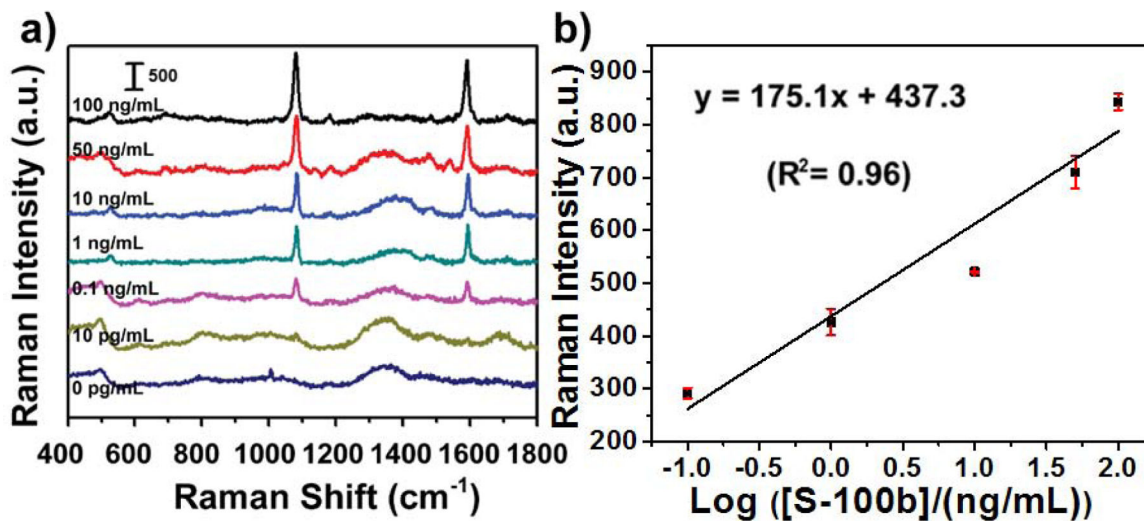 a)
Raman Intensity (a.u.)
500
100 ng/mL
50 ng/mL
10 ng/mL
1 ng/mL
0.1 ng/mL
10 pg/mL
0 pg/mL
400 600 800 1000 1200 1400 1600 1800
Raman Shift (cm⁻¹)
b)
Raman Intensity (a.u.)
900
800
700
600
500
400
300
200
y = 175.1x + 437.3
(R²= 0.96)
-1.0 -0.5 0.0 0.5 1.0 1.5 2.0
Log ([S-100b]/(ng/mL))